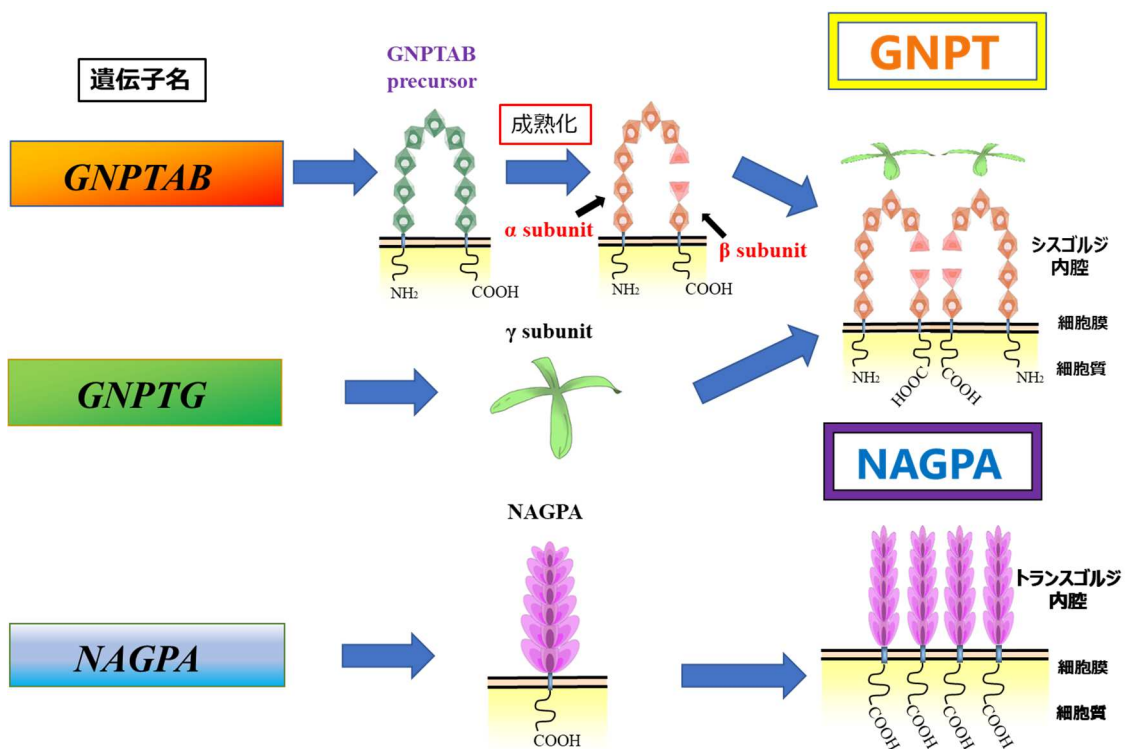 遺伝子名
GNPTAB
precursor
GNPT
成熟化
GNPTAB
α subunit
β subunit
NH₂
COOH
NH₂
COOH
シスゴルジ
内腔
細胞膜
細胞質
NH₂
HOOC
COOH
NH₂
γ subunit
GNPTG
NAGPA
NAGPA
トランスゴルジ
内腔
NAGPA
細胞膜
細胞質
COOH
COOH
COOH
COOH
COOH